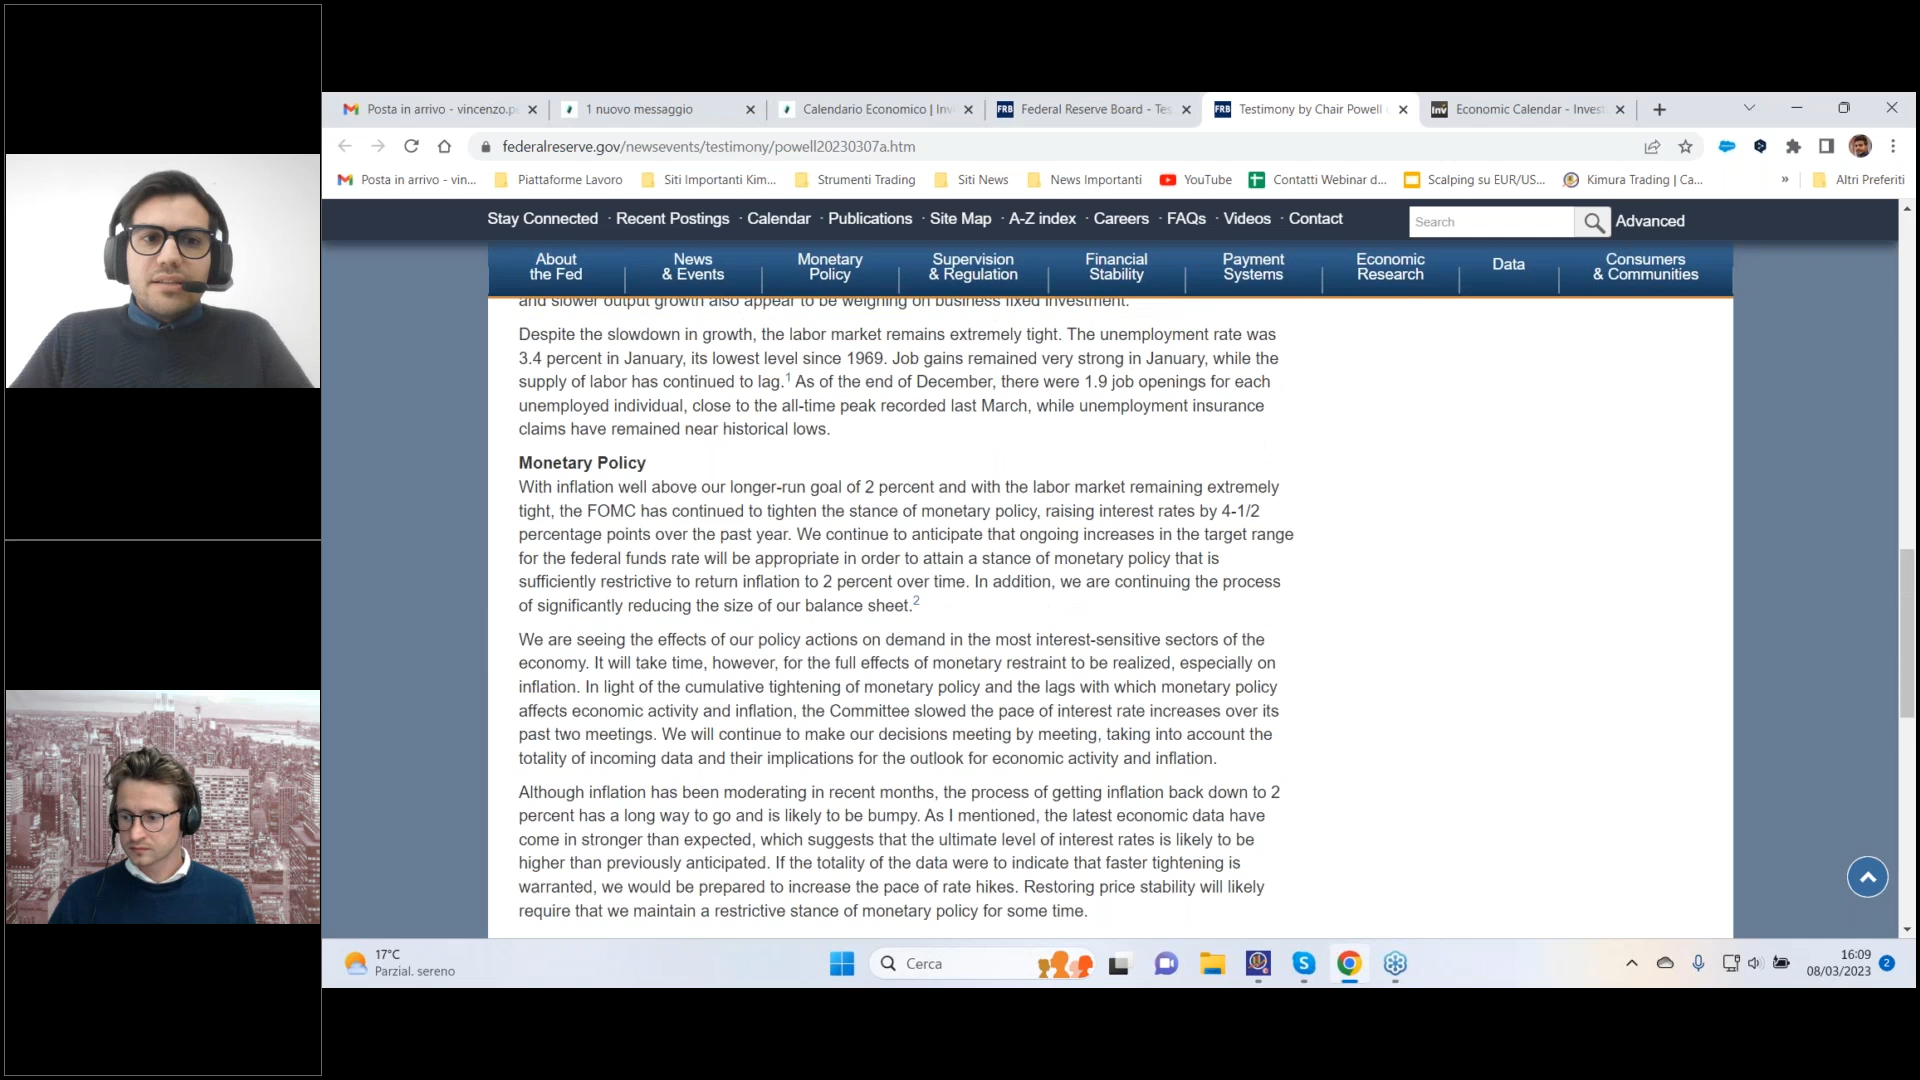 Posta in arrivo - vincenzo.p
1 nuovo messaggio
Calendario Economico | Inv
FRB Federal Reserve Board - Tes
FRB Testimony by Chair Powell
Inv Economic Calendar - Invest
federalreserve.gov/newsevents/testimony/powell20230307a.htm
Posta in arrivo - vin...
Piattaforme Lavoro
Siti Importanti Kim...
Strumenti Trading
Siti News
News Importanti
YouTube
Contatti Webinar d...
Scalping su EUR/US...
Kimura Trading | Ca...
»
Altri Preferiti
Stay Connected · Recent Postings · Calendar · Publications · Site Map · A-Z index · Careers · FAQs · Videos · Contact
Search
Advanced
About
the Fed
News
& Events
Monetary
Policy
Supervision
& Regulation
Financial
Stability
Payment
Systems
Economic
Research
Data
Consumers
& Communities
and slower output growth also appear to be weighing on business fixed investment.
Despite the slowdown in growth, the labor market remains extremely tight. The unemployment rate was
3.4 percent in January, its lowest level since 1969. Job gains remained very strong in January, while the
supply of labor has continued to lag.1 As of the end of December, there were 1.9 job openings for each
unemployed individual, close to the all-time peak recorded last March, while unemployment insurance
claims have remained near historical lows.
Monetary Policy
With inflation well above our longer-run goal of 2 percent and with the labor market remaining extremely
tight, the FOMC has continued to tighten the stance of monetary policy, raising interest rates by 4-1/2
percentage points over the past year. We continue to anticipate that ongoing increases in the target range
for the federal funds rate will be appropriate in order to attain a stance of monetary policy that is
sufficiently restrictive to return inflation to 2 percent over time. In addition, we are continuing the process
of significantly reducing the size of our balance sheet.2
We are seeing the effects of our policy actions on demand in the most interest-sensitive sectors of the
economy. It will take time, however, for the full effects of monetary restraint to be realized, especially on
inflation. In light of the cumulative tightening of monetary policy and the lags with which monetary policy
affects economic activity and inflation, the Committee slowed the pace of interest rate increases over its
past two meetings. We will continue to make our decisions meeting by meeting, taking into account the
totality of incoming data and their implications for the outlook for economic activity and inflation.
Although inflation has been moderating in recent months, the process of getting inflation back down to 2
percent has a long way to go and is likely to be bumpy. As I mentioned, the latest economic data have
come in stronger than expected, which suggests that the ultimate level of interest rates is likely to be
higher than previously anticipated. If the totality of the data were to indicate that faster tightening is
warranted, we would be prepared to increase the pace of rate hikes. Restoring price stability will likely
require that we maintain a restrictive stance of monetary policy for some time.
17°C
Parzial. sereno
Cerca
16:09
08/03/2023
2